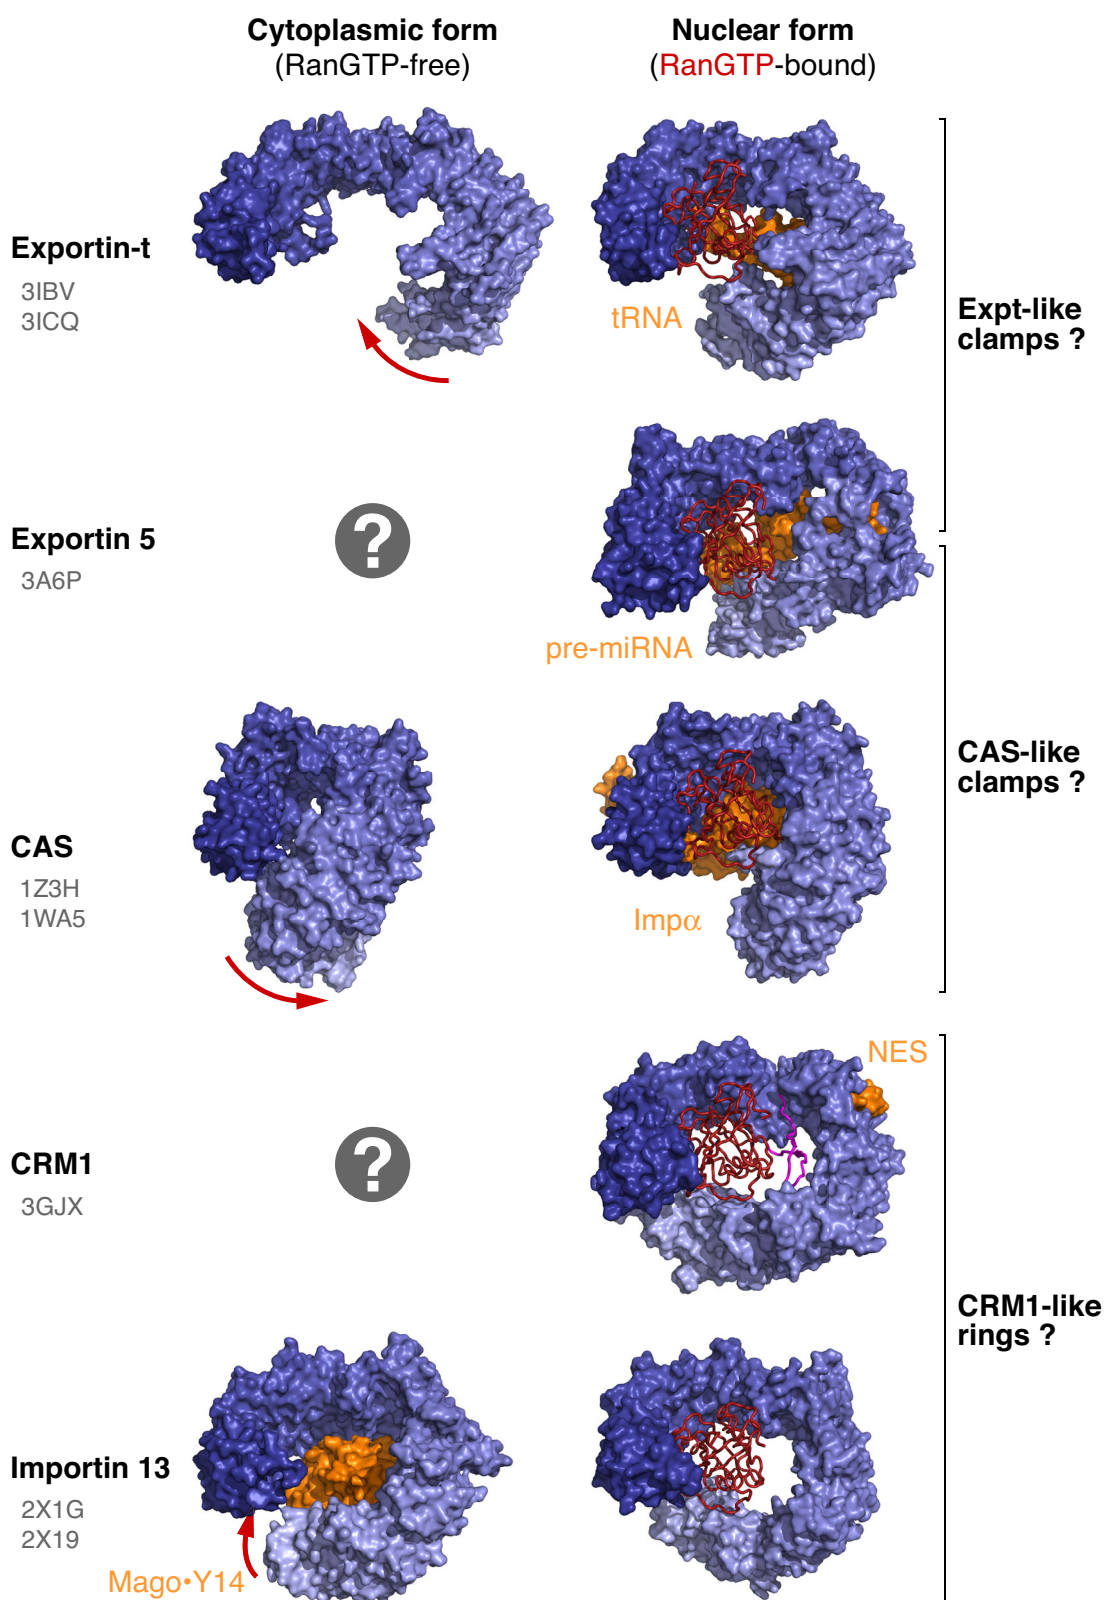 Cytoplasmic form
(RanGTP-free)
Nuclear form
(RanGTP-bound)
Exportin-t
3IBV
3ICQ
tRNA
Expt-like
clamps ?
Exportin 5
3A6P
?
pre-miRNA
CAS-like
clamps ?
CAS
1Z3H
1WA5
Impα
NES
CRM1
3GJX
?
CRM1-like
rings ?
Importin 13
2X1G
2X19
Mago•Y14